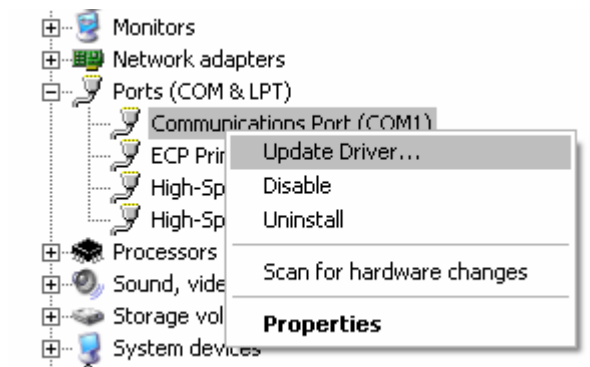 Monitors
Network adapters
Ports (COM & LPT)
Communications Port (COM1)
ECP Prin
High-Sp
High-Sp
Processors
Sound, vide
Storage vol
System devices
Update Driver...
Disable
Uninstall
Scan for hardware changes
Properties